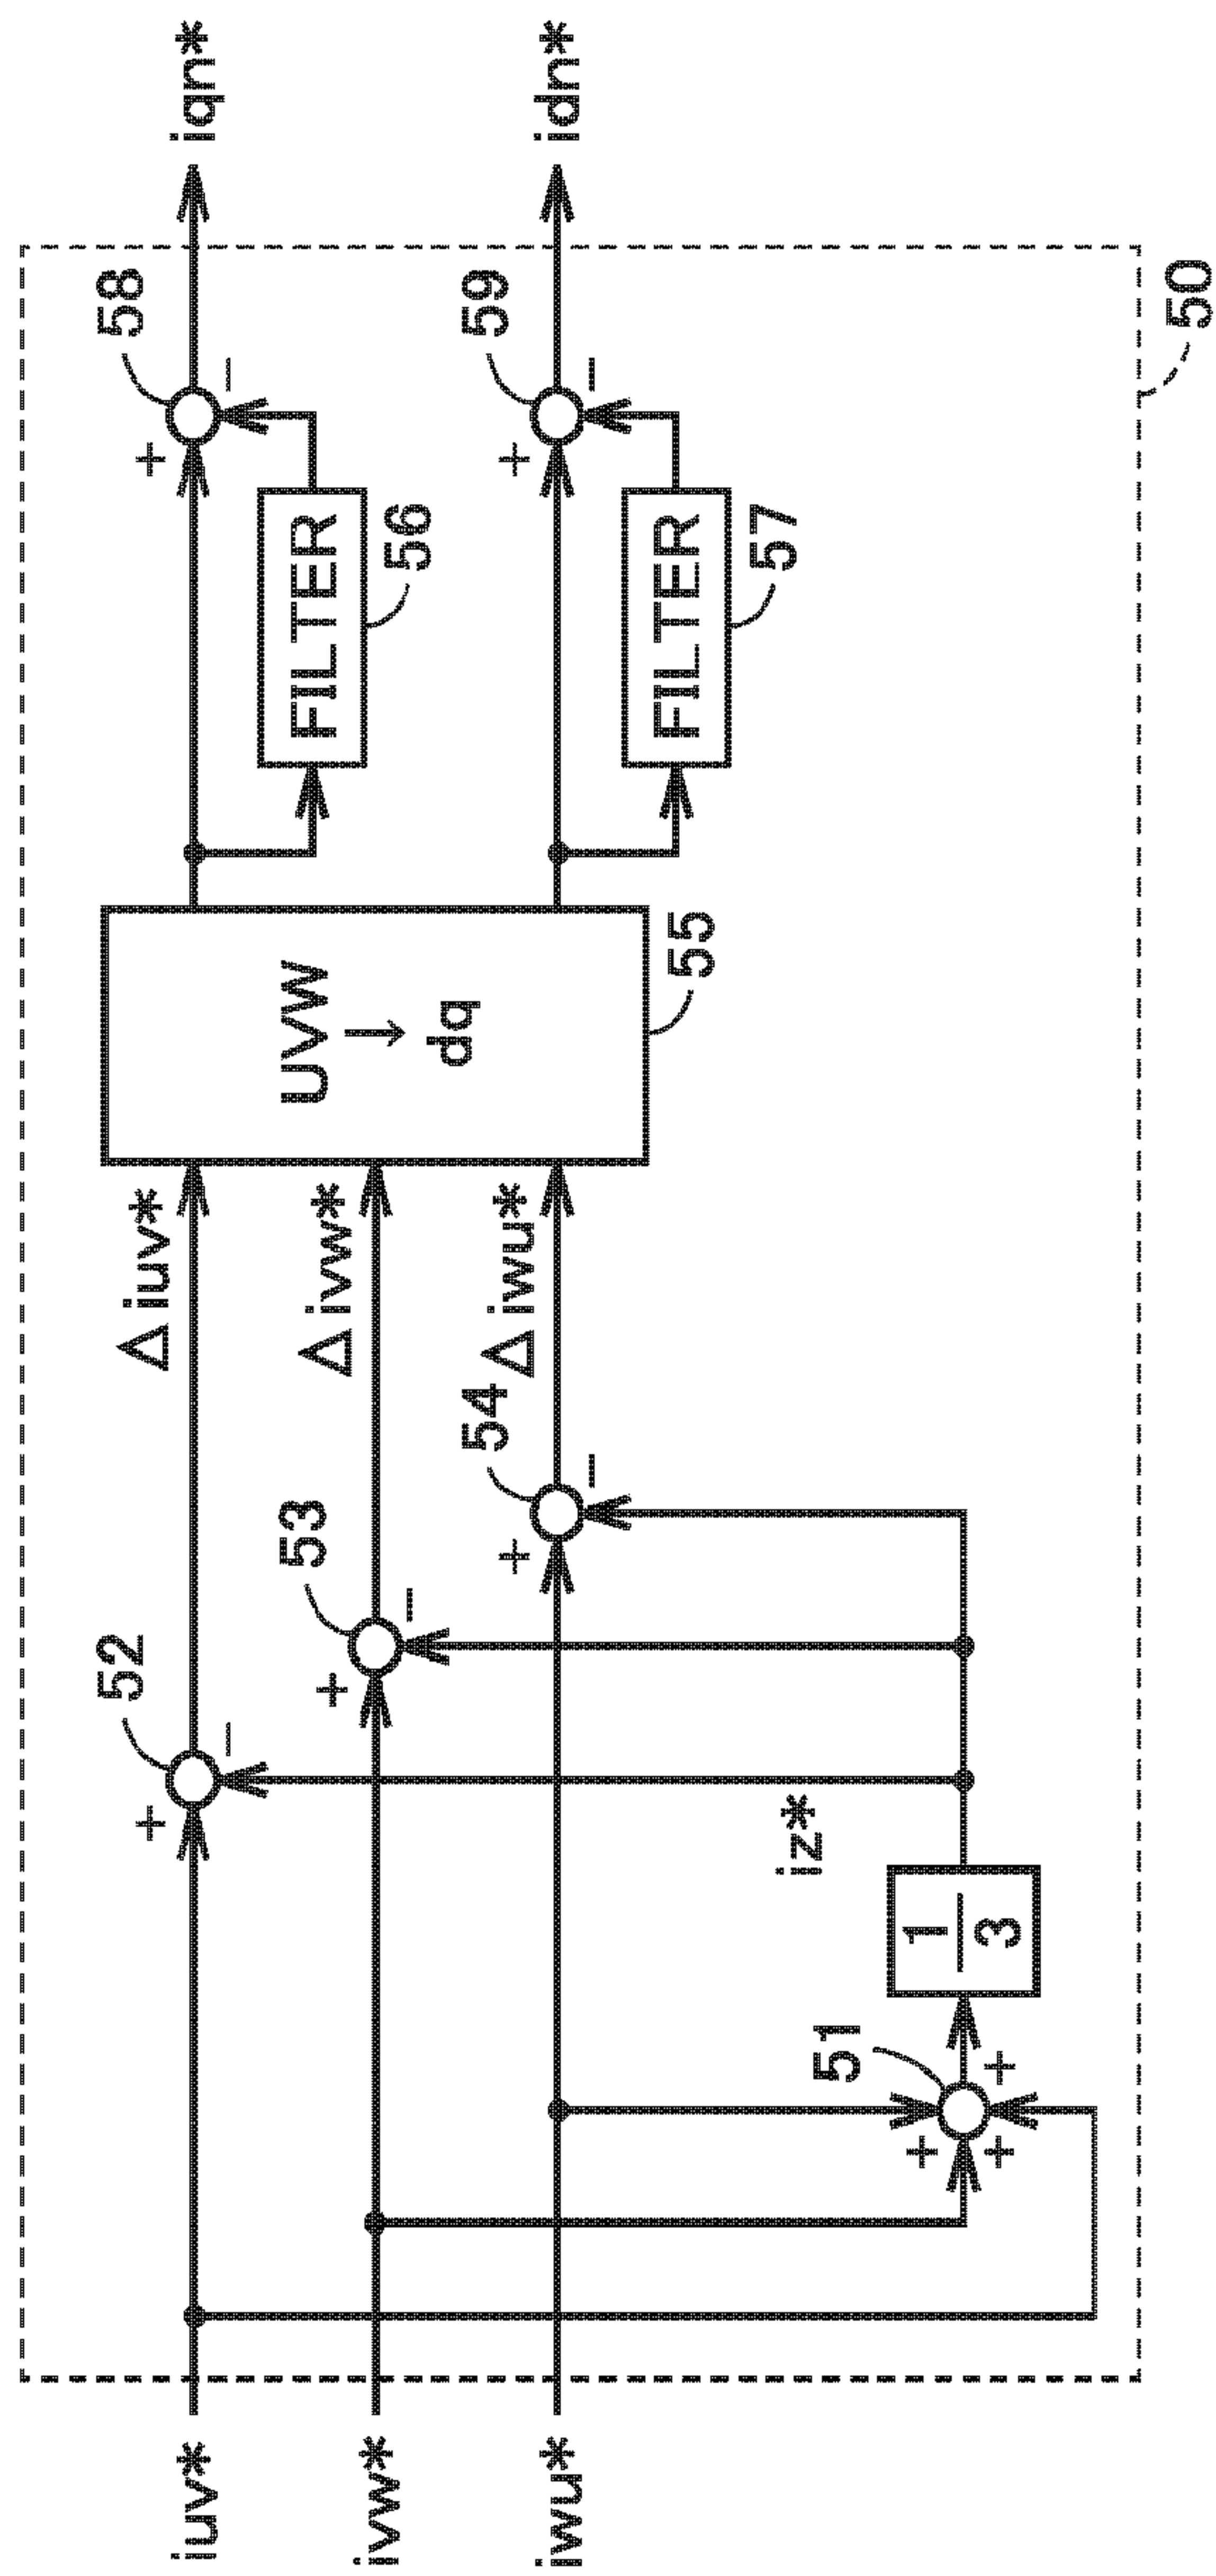 iuv*
ivw*
iwu*
51
+
+
+
1
3
iz*
52
+
−
53
+
−
54
+
−
Δiuv*
Δivw*
Δiwu*
UVW
↓
dq
55
FILTER
56
FILTER
57
58
+
−
59
+
−
iqn*
idn*
50